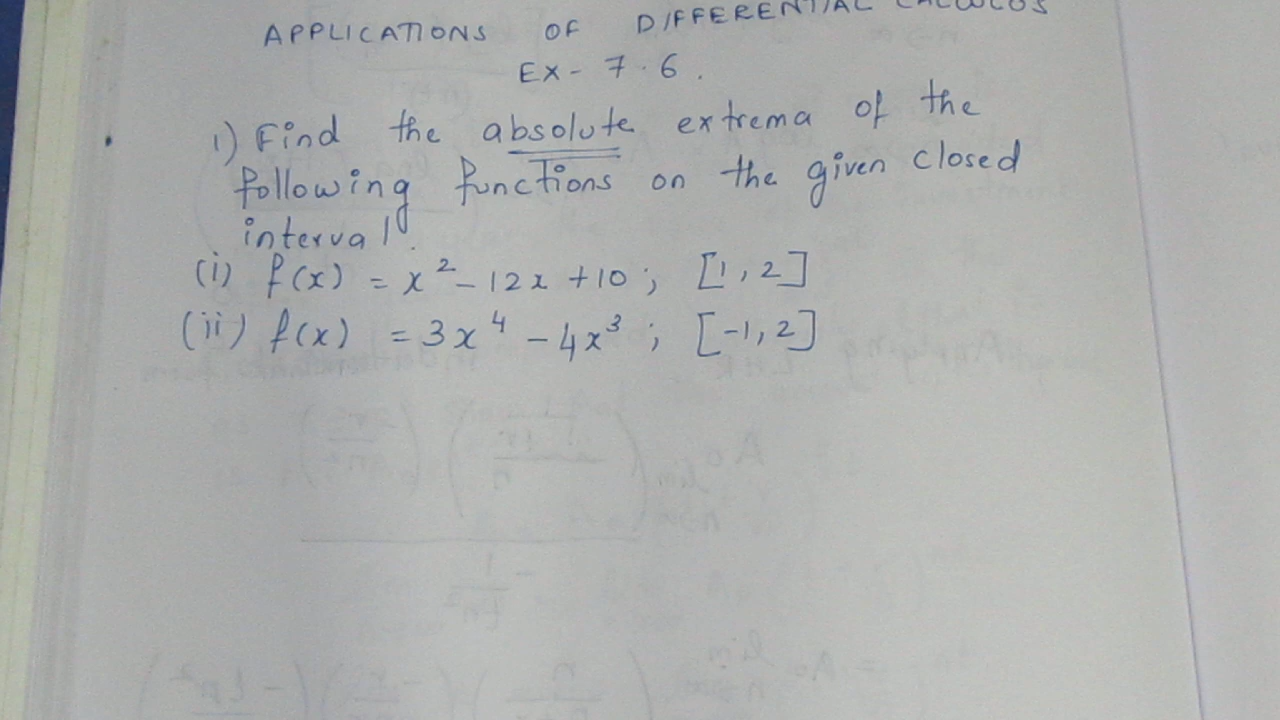 APPLICATIONS OF DIFFERENTIAL CALCULUS
EX - 7.6.
1) Find the absolute extrema of the
following functions on the given closed
interval.
(i) f(x) = x² - 12x + 10 ; [1, 2]
(ii) f(x) = 3x⁴ - 4x³ ; [-1, 2]